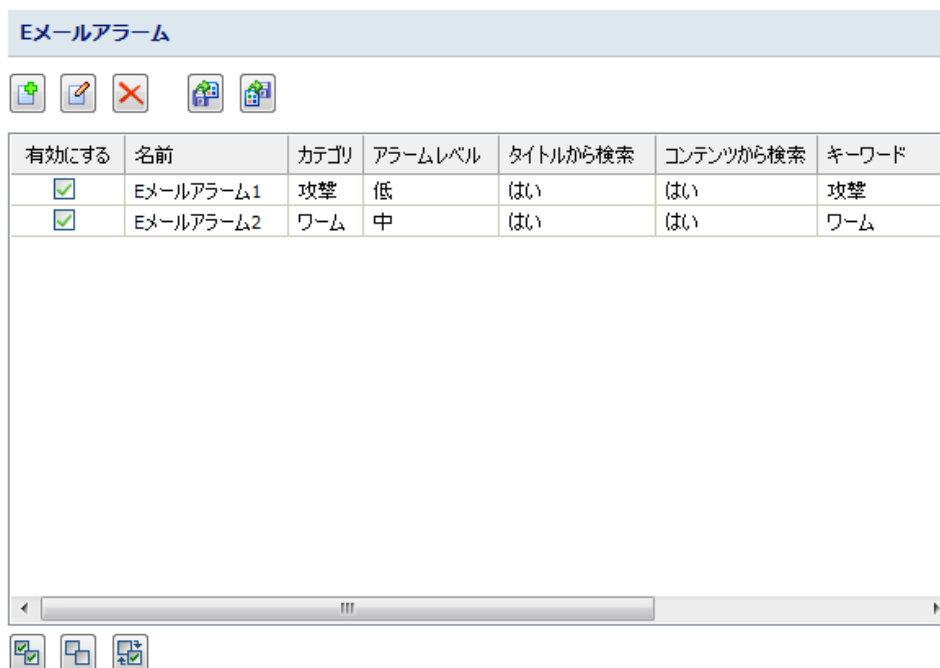 Eメールアラーム
有効にする 名前 カテゴリ アラームレベル タイトルから検索 コンテンツから検索 キーワード
Eメールアラーム1 攻撃 低 はい はい 攻撃
Eメールアラーム2 ワーム 中 はい はい ワーム